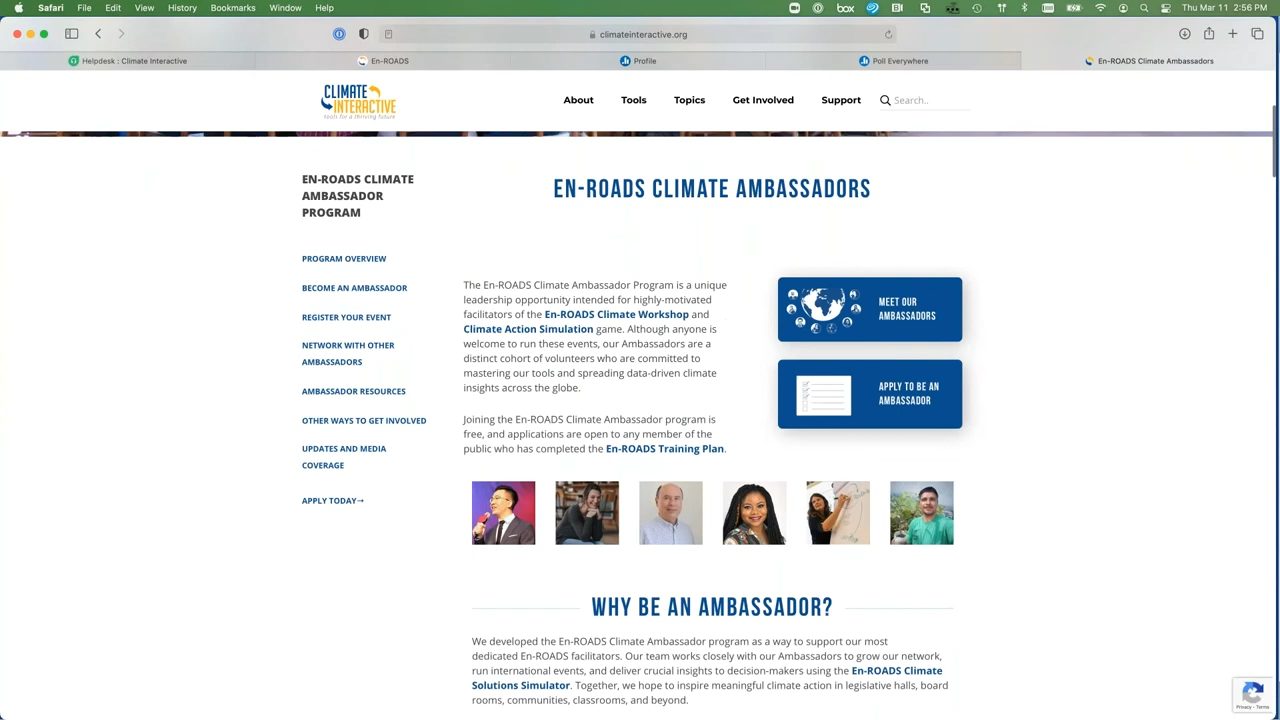 Safari File Edit View History Bookmarks Window Help
Thu Mar 11 2:56 PM
climateinteractive.org
Helpdesk : Climate Interactive
En-ROADS
Profile
Poll Everywhere
En-ROADS Climate Ambassadors
CLIMATE
INTERACTIVE
tools for a thriving future
About
Tools
Topics
Get Involved
Support
Search..
EN-ROADS CLIMATE
AMBASSADOR
PROGRAM
PROGRAM OVERVIEW
BECOME AN AMBASSADOR
REGISTER YOUR EVENT
NETWORK WITH OTHER
AMBASSADORS
AMBASSADOR RESOURCES
OTHER WAYS TO GET INVOLVED
UPDATES AND MEDIA
COVERAGE
APPLY TODAY→
EN-ROADS CLIMATE AMBASSADORS
The En-ROADS Climate Ambassador Program is a unique
leadership opportunity intended for highly-motivated
facilitators of the En-ROADS Climate Workshop and
Climate Action Simulation game. Although anyone is
welcome to run these events, our Ambassadors are a
distinct cohort of volunteers who are committed to
mastering our tools and spreading data-driven climate
insights across the globe.
Joining the En-ROADS Climate Ambassador program is
free, and applications are open to any member of the
public who has completed the En-ROADS Training Plan.
MEET OUR
AMBASSADORS
APPLY TO BE AN
AMBASSADOR
WHY BE AN AMBASSADOR?
We developed the En-ROADS Climate Ambassador program as a way to support our most
dedicated En-ROADS facilitators. Our team works closely with our Ambassadors to grow our network,
run international events, and deliver crucial insights to decision-makers using the En-ROADS Climate
Solutions Simulator. Together, we hope to inspire meaningful climate action in legislative halls, board
rooms, communities, classrooms, and beyond.
Privacy - Terms